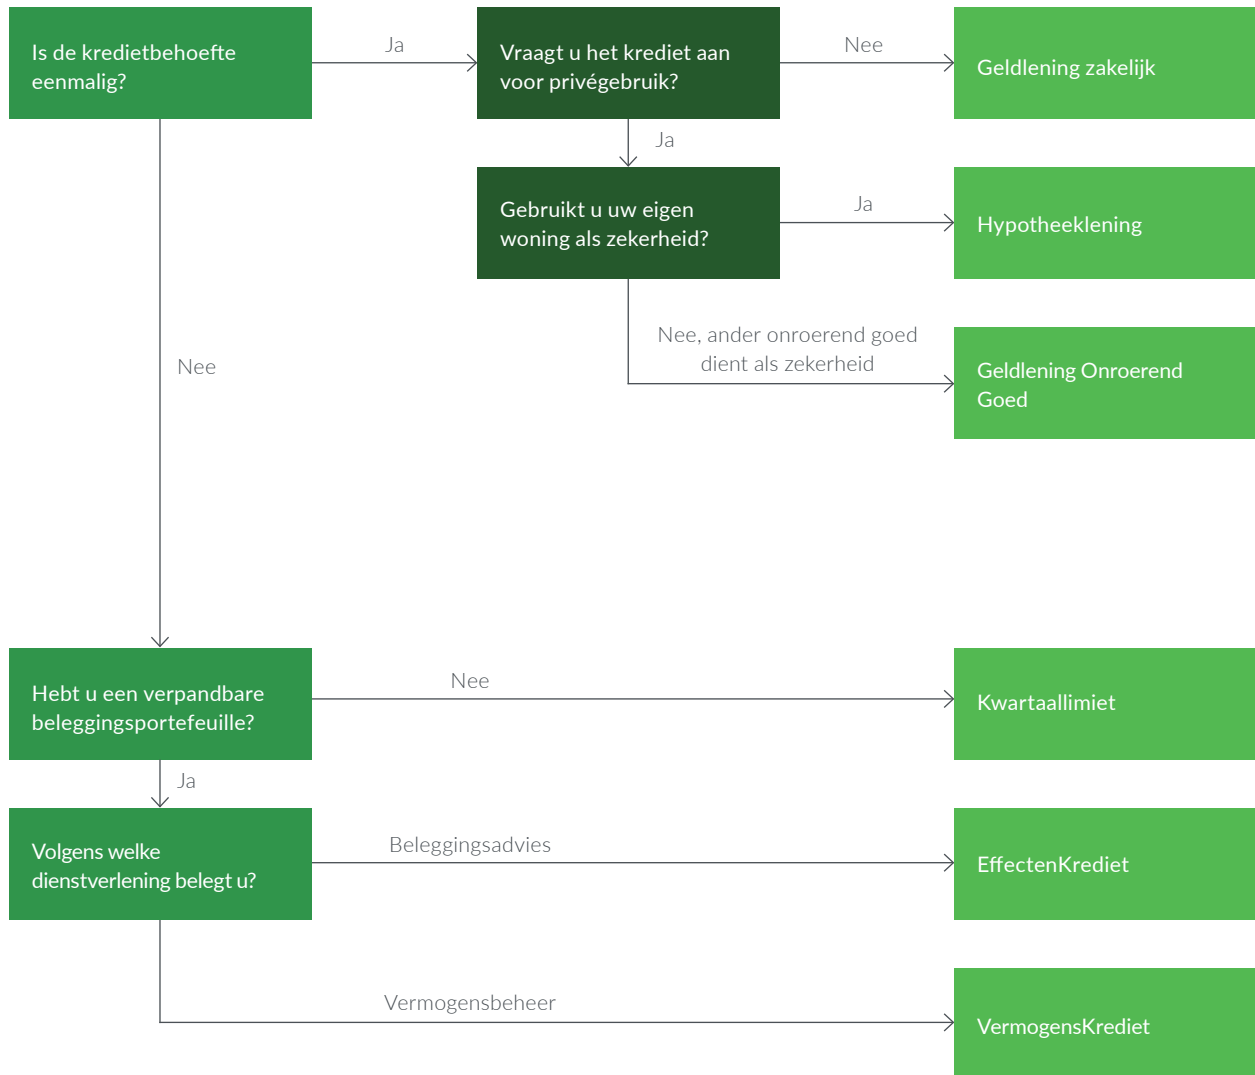 Is de kredietbehoefte
eenmalig?
Ja
Vraagt u het krediet aan
voor privégebruik?
Nee
Geldlening zakelijk
Ja
Gebruikt u uw eigen
woning als zekerheid?
Ja
Hypotheeklening
Nee, ander onroerend goed
dient als zekerheid
Geldlening Onroerend
Goed
Nee
Hebt u een verpandbare
beleggingsportefeuille?
Nee
Kwartaallimiet
Ja
Volgens welke
dienstverlening belegt u?
Beleggingsadvies
EffectenKrediet
Vermogensbeheer
VermogensKrediet